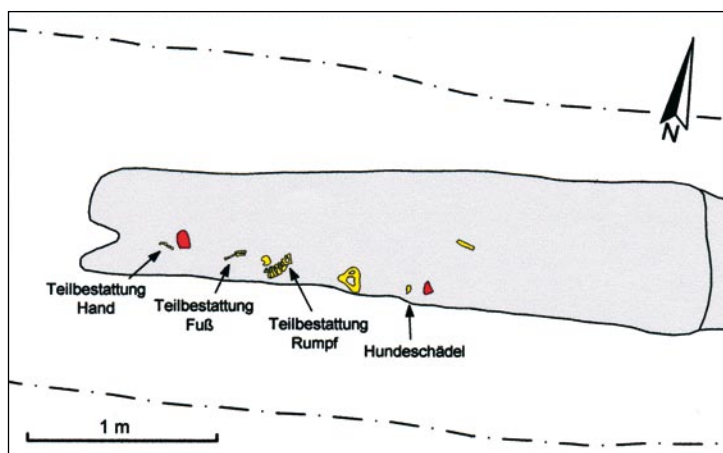 N
Teilbestattung
Hand
Teilbestattung
Fuß
Teilbestattung
Rumpf
Hundeschädel
1 m